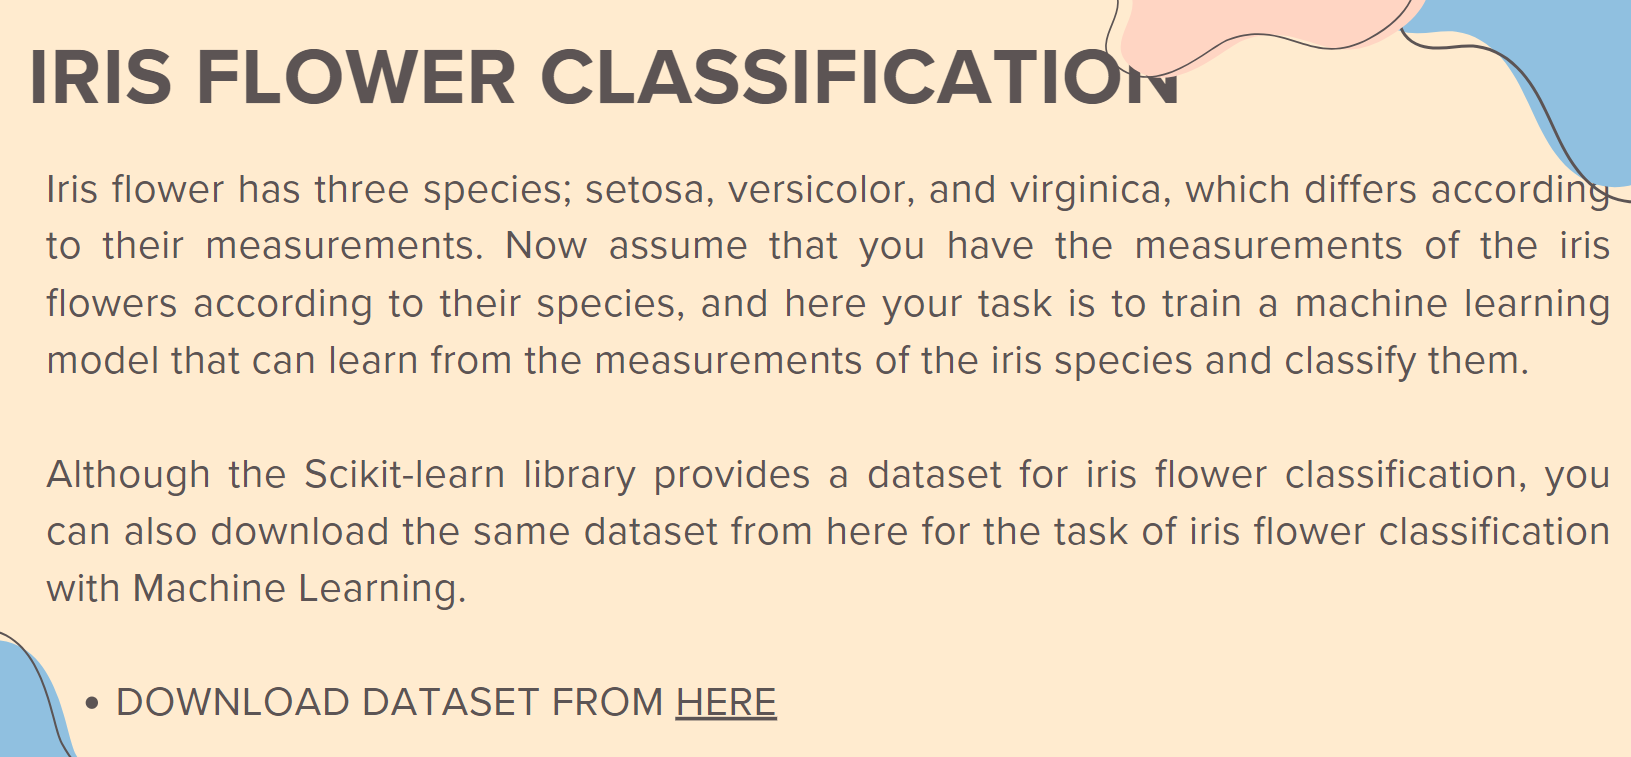 IRIS FLOWER CLASSIFICATION
Iris flower has three species; setosa, versicolor, and virginica, which differs according
to their measurements. Now assume that you have the measurements of the iris
flowers according to their species, and here your task is to train a machine learning
model that can learn from the measurements of the iris species and classify them.
Although the Scikit-learn library provides a dataset for iris flower classification, you
can also download the same dataset from here for the task of iris flower classification
with Machine Learning.
• DOWNLOAD DATASET FROM HERE